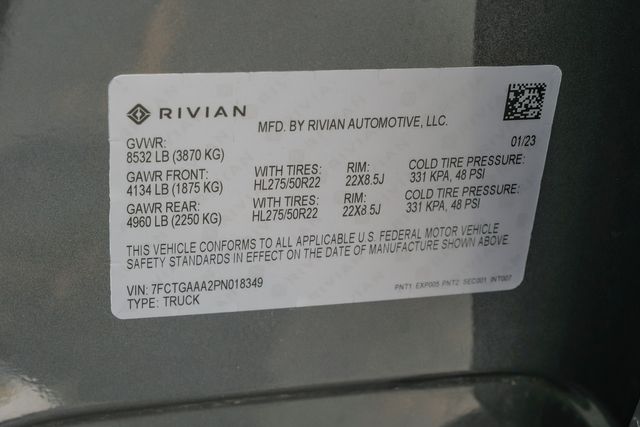 RIVIAN
MFD. BY RIVIAN AUTOMOTIVE, LLC.
GVWR:
8532 LB (3870 KG)
01/23
GAWR FRONT: WITH TIRES: RIM: COLD TIRE PRESSURE:
4134 LB (1875 KG) HL275/50R22 22X8.5J 331 KPA, 48 PSI
GAWR REAR: WITH TIRES: RIM: COLD TIRE PRESSURE:
4960 LB (2250 KG) HL275/50R22 22X8.5J 331 KPA, 48 PSI
THIS VEHICLE CONFORMS TO ALL APPLICABLE U.S. FEDERAL MOTOR VEHICLE
SAFETY STANDARDS IN EFFECT ON THE DATE OF MANUFACTURE SHOWN ABOVE.
VIN: 7FCTGAAA2PN018349
TYPE: TRUCK
PNT1 EXP005 PNT2 SEC001 INT007